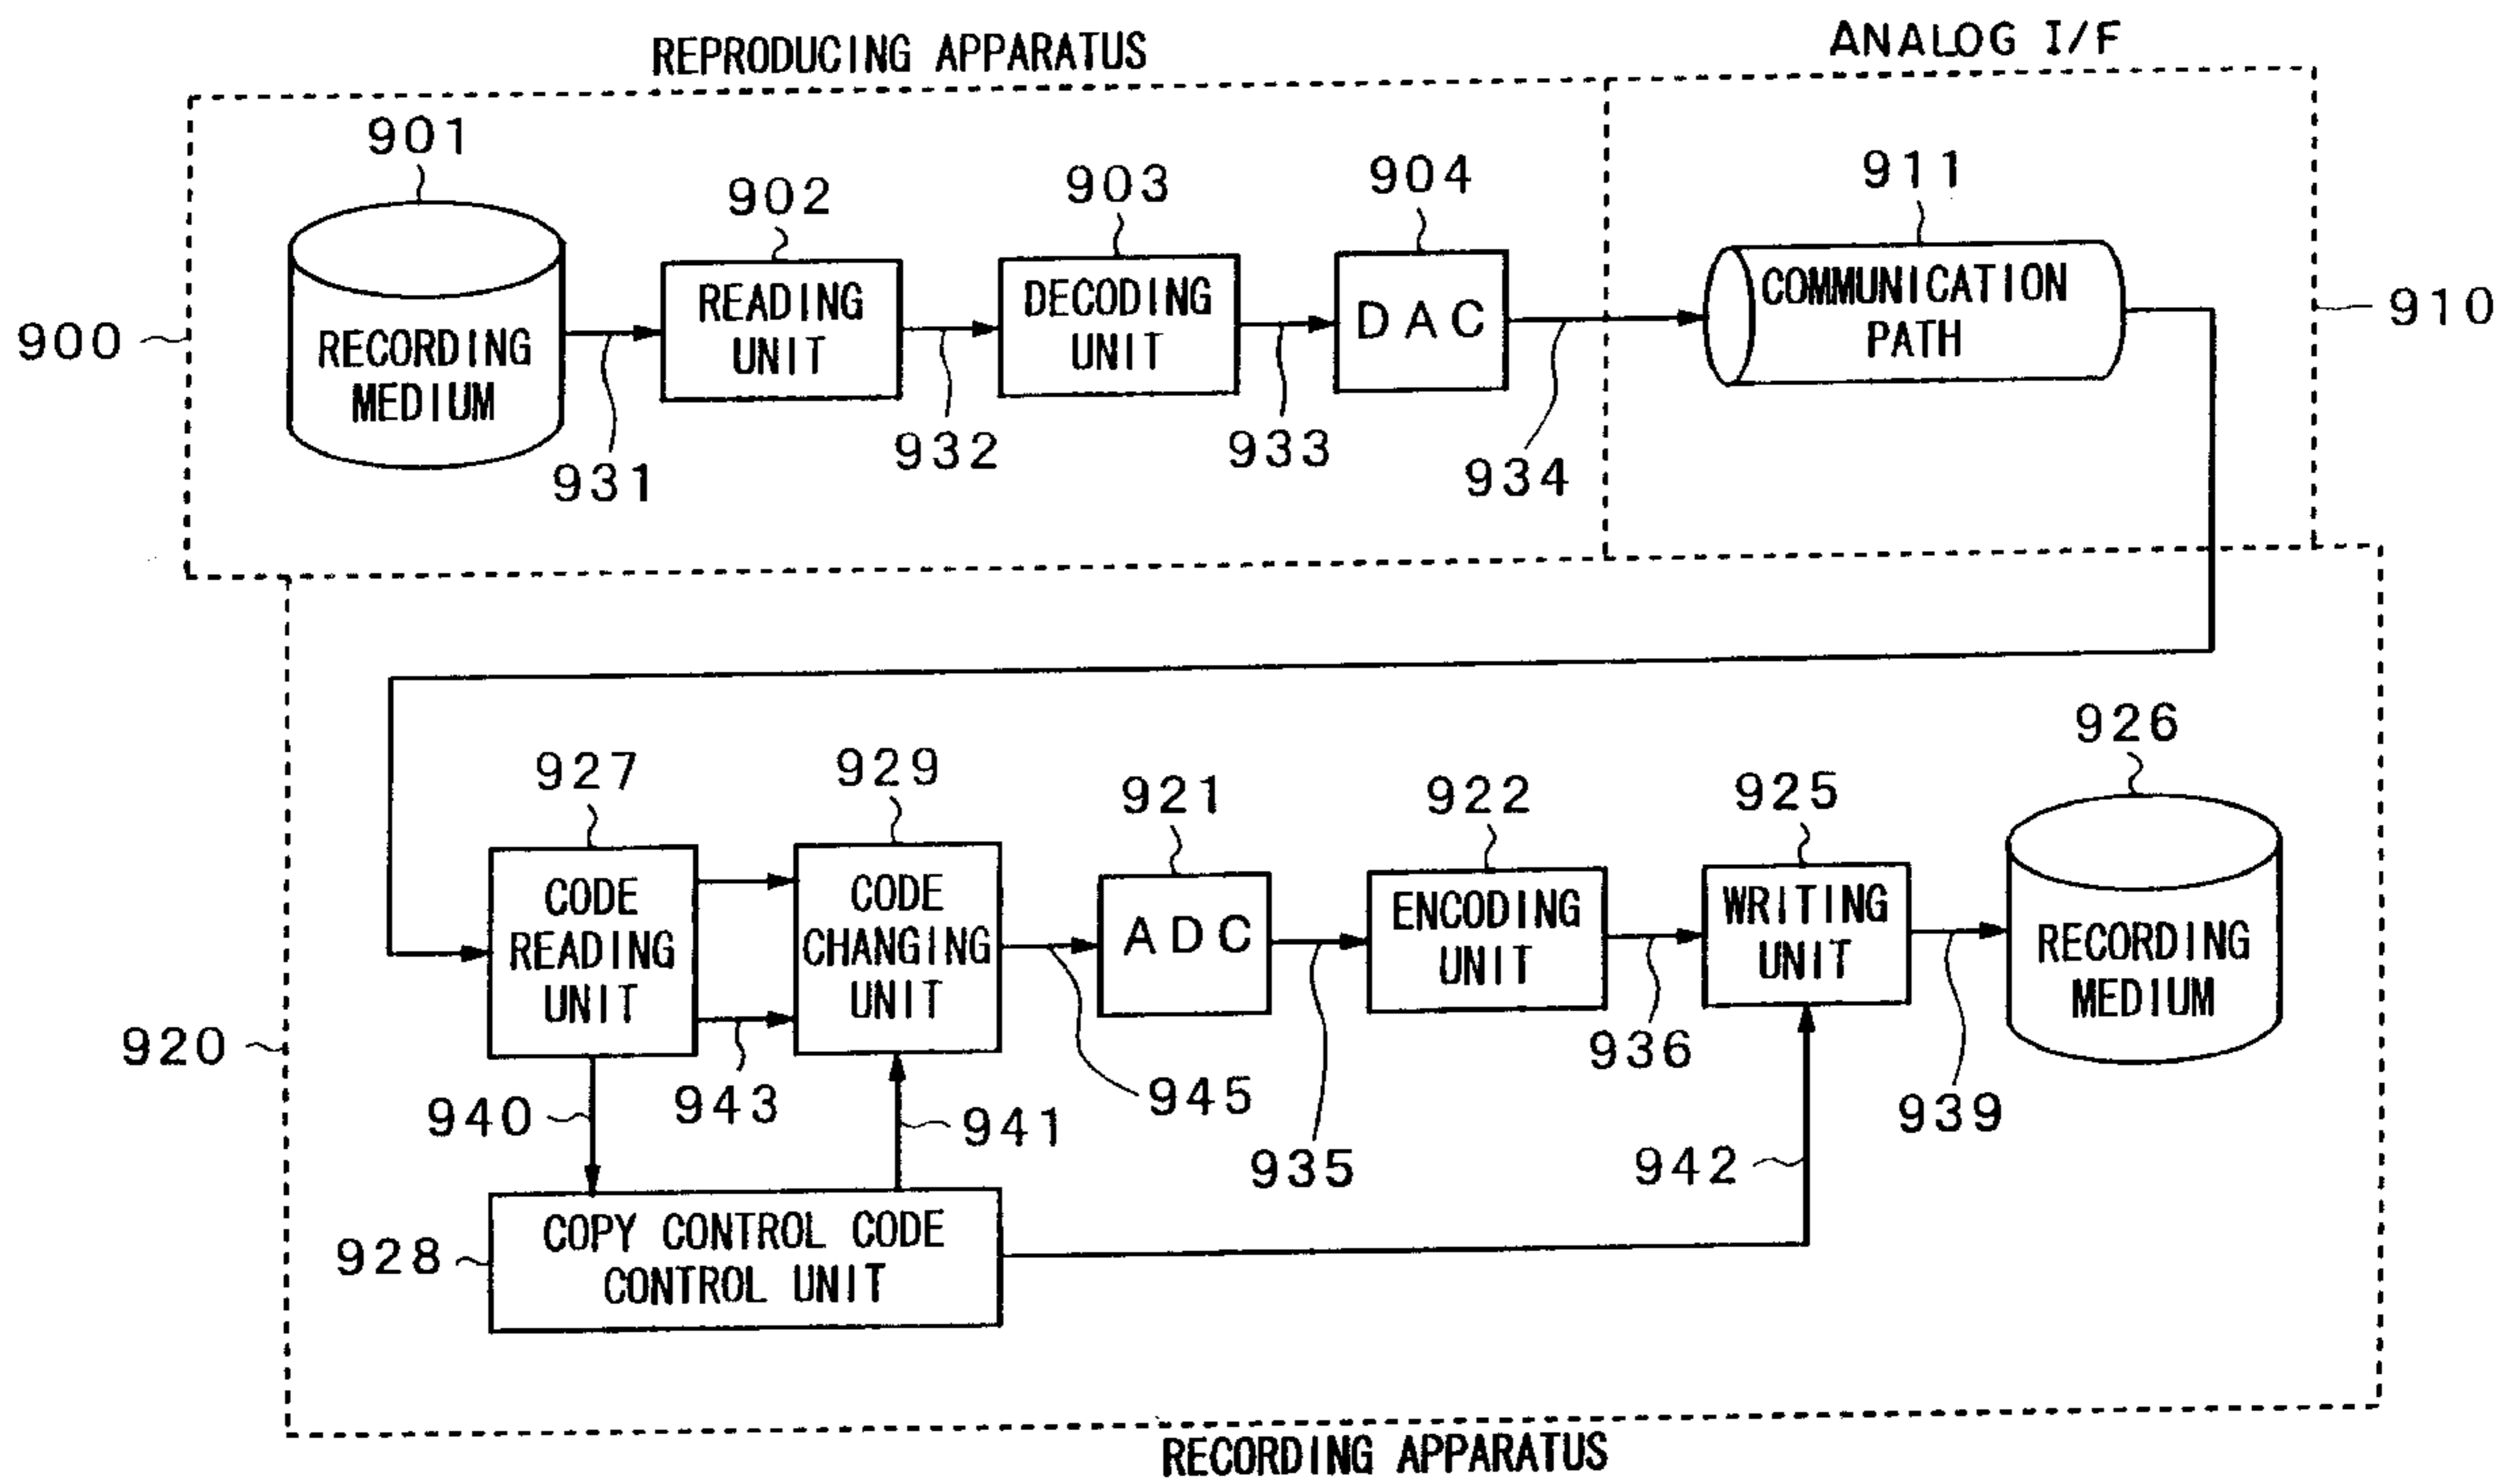 REPRODUCING APPARATUS
ANALOG I/F
901
902
903
904
911
RECORDING
MEDIUM
READING
UNIT
DECODING
UNIT
DAC
COMMUNICATION
PATH
900
910
931
932
933
934
926
927
929
921
922
925
CODE
READING
UNIT
CODE
CHANGING
UNIT
ADC
ENCODING
UNIT
WRITING
UNIT
RECORDING
MEDIUM
920
940
943
941
945
935
936
942
939
928
COPY CONTROL CODE
CONTROL UNIT
RECORDING APPARATUS